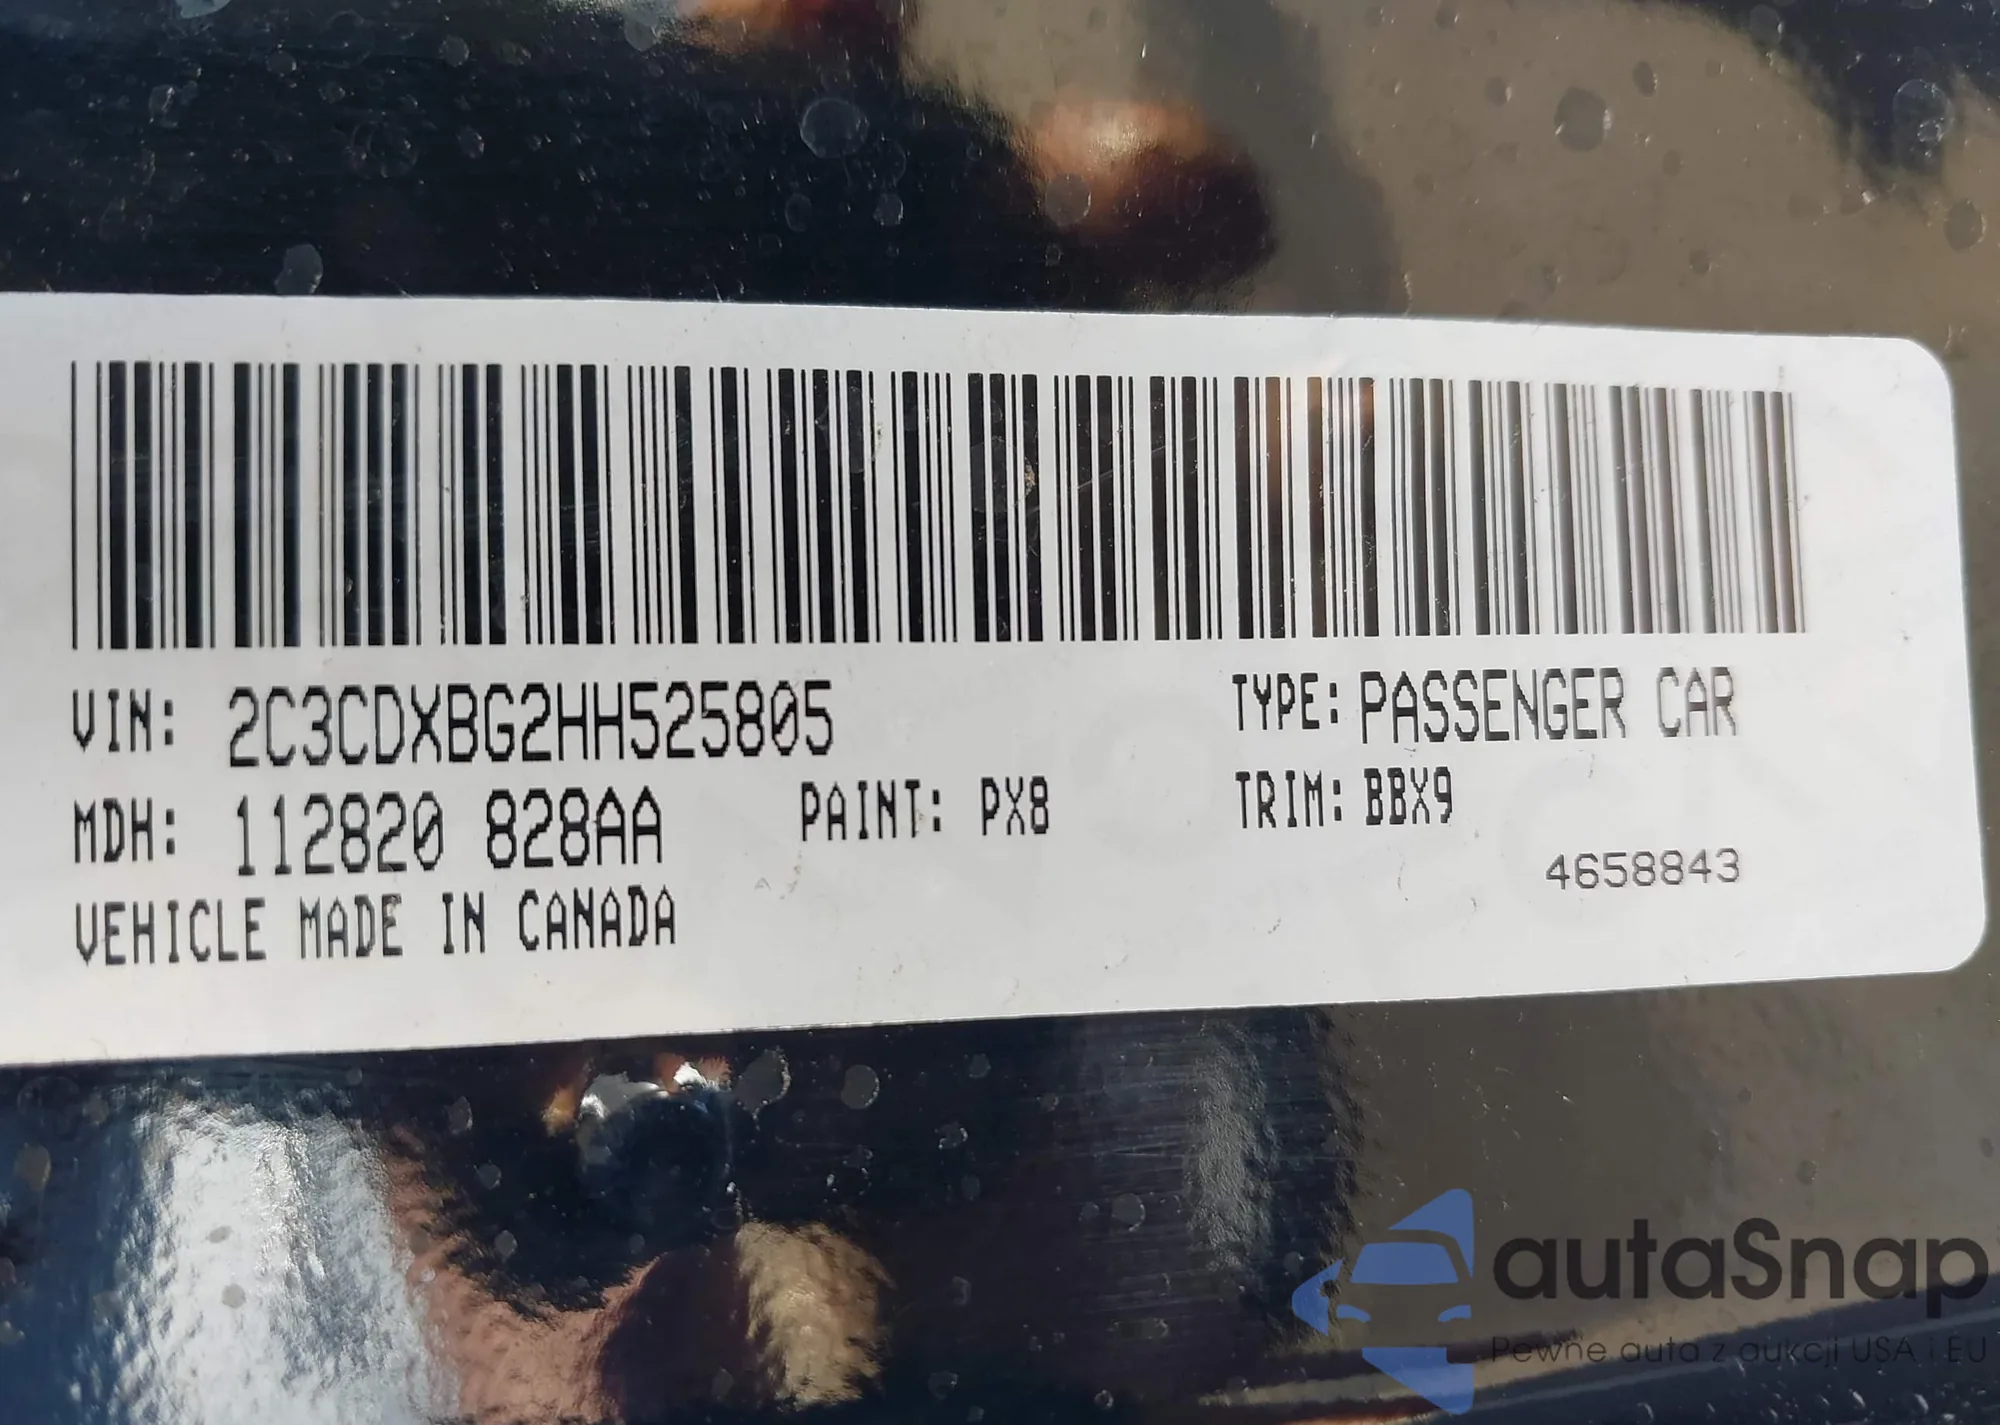 VIN: 2C3CDXBG2HH525805 TYPE: PASSENGER CAR
MDH: 112820 828AA PAINT: PX8 TRIM: BBX9
4658843
VEHICLE MADE IN CANADA
autaSnap
Pewne auta z aukcji USA i EU